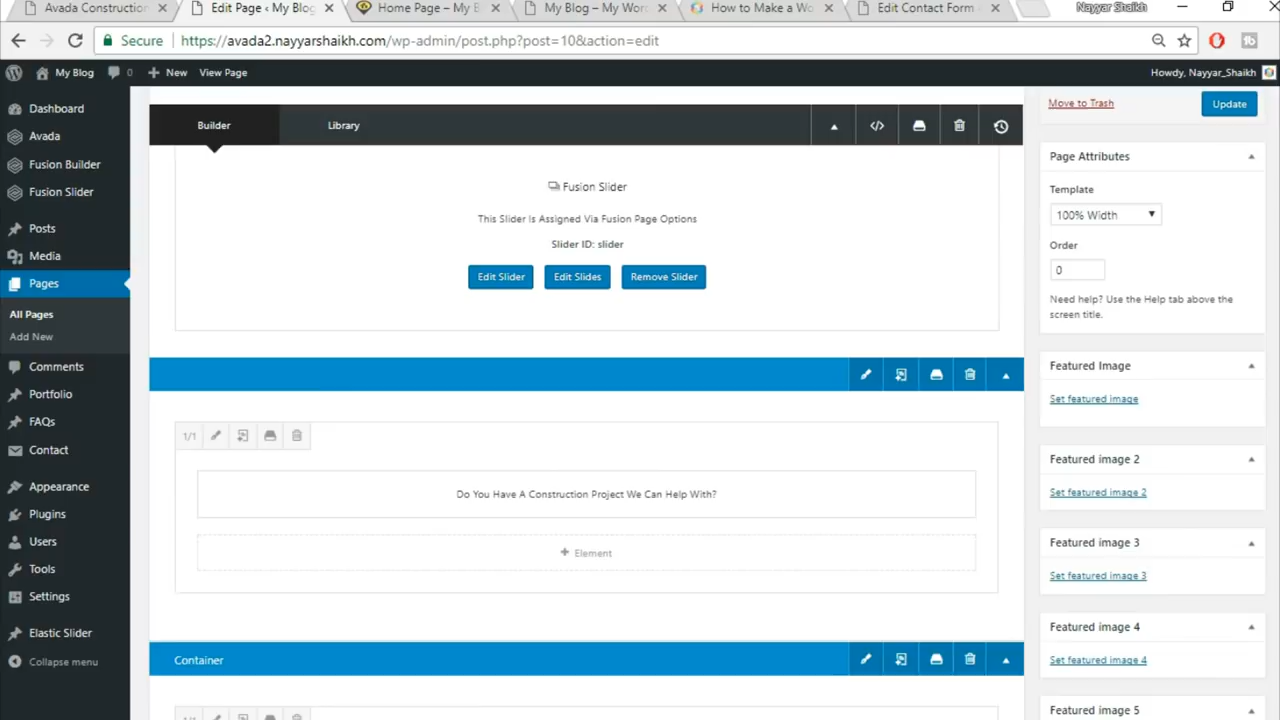 Avada Construction
Edit Page ‹ My Blog
Home Page – My B
My Blog – My Wor
How to Make a Wo
Edit Contact Form
Nayyar Shaikh
Secure
https://avada2.nayyarshaikh.com/wp-admin/post.php?post=10&action=edit
My Blog
0
New
View Page
Howdy, Nayyar_Shaikh
Dashboard
Avada
Fusion Builder
Fusion Slider
Posts
Media
Pages
All Pages
Add New
Comments
Portfolio
FAQs
Contact
Appearance
Plugins
Users
Tools
Settings
Elastic Slider
Collapse menu
Builder
Library
Fusion Slider
This Slider Is Assigned Via Fusion Page Options
Slider ID: slider
Edit Slider
Edit Slides
Remove Slider
1/1
Do You Have A Construction Project We Can Help With?
Element
Container
Move to Trash
Update
Page Attributes
Template
100% Width
Order
0
Need help? Use the Help tab above the
screen title.
Featured Image
Set featured image
Featured image 2
Set featured image 2
Featured image 3
Set featured image 3
Featured image 4
Set featured image 4
Featured image 5